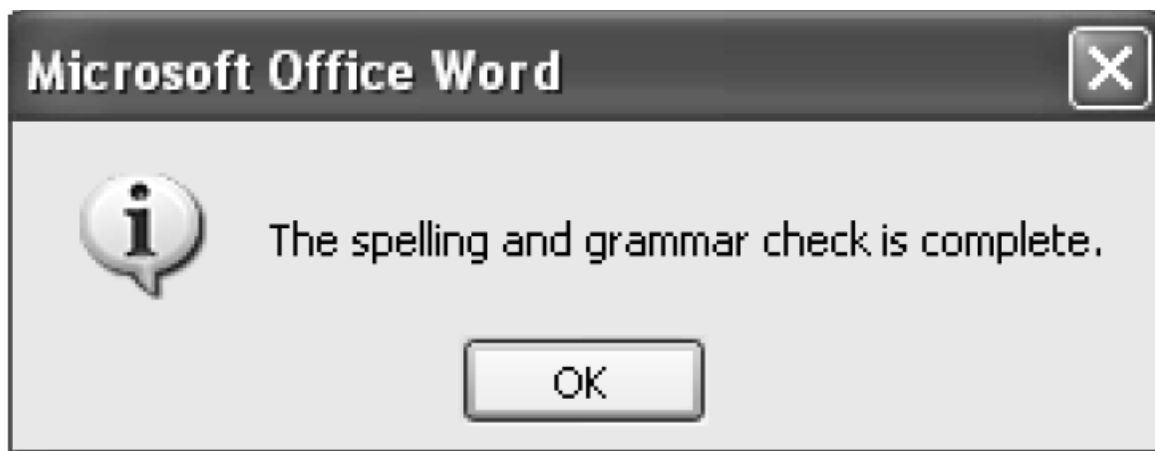 Microsoft Office Word
The spelling and grammar check is complete.
OK